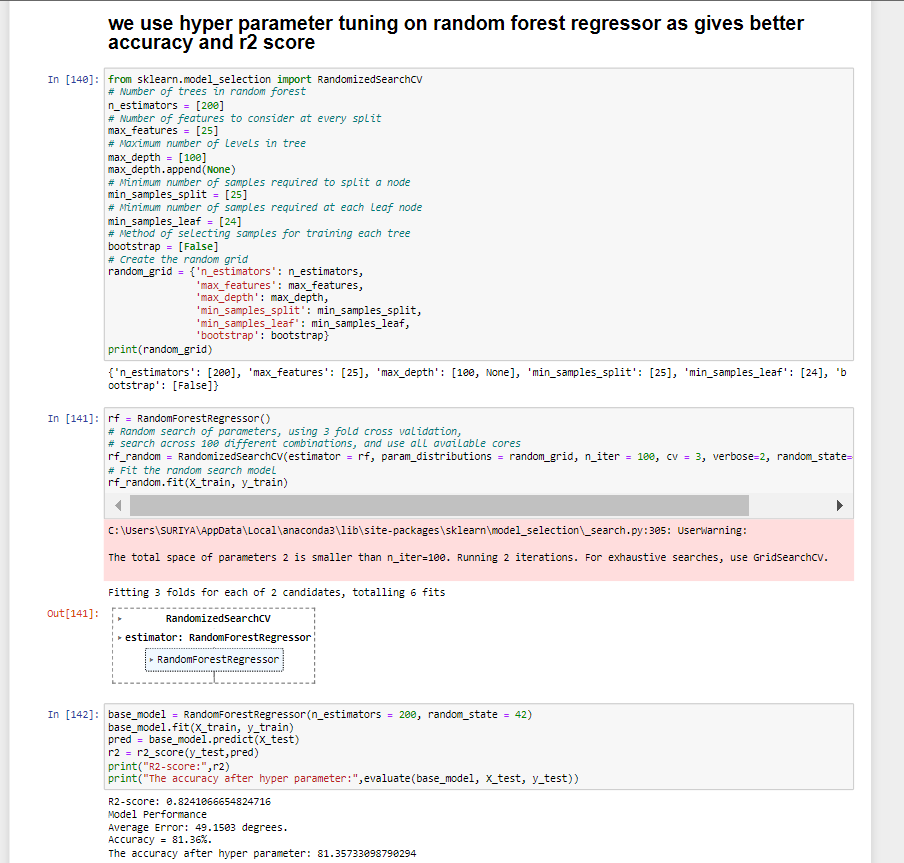 we use hyper parameter tuning on random forest regressor as gives better
accuracy and r2 score
In [140]: from sklearn.model_selection import RandomizedSearchCV
# Number of trees in random forest
n_estimators = [200]
# Number of features to consider at every split
max_features = [25]
# Maximum number of levels in tree
max_depth = [100]
max_depth.append(None)
# Minimum number of samples required to split a node
min_samples_split = [25]
# Minimum number of samples required at each leaf node
min_samples_leaf = [24]
# Method of selecting samples for training each tree
bootstrap = [False]
# Create the random grid
random_grid = {'n_estimators': n_estimators,
'max_features': max_features,
'max_depth': max_depth,
'min_samples_split': min_samples_split,
'min_samples_leaf': min_samples_leaf,
'bootstrap': bootstrap}
print(random_grid)
{'n_estimators': [200], 'max_features': [25], 'max_depth': [100, None], 'min_samples_split': [25], 'min_samples_leaf': [24], 'b
ootstrap': [False]}
In [141]: rf = RandomForestRegressor()
# Random search of parameters, using 3 fold cross validation,
# search across 100 different combinations, and use all available cores
rf_random = RandomizedSearchCV(estimator = rf, param_distributions = random_grid, n_iter = 100, cv = 3, verbose=2, random_state=
# Fit the random search model
rf_random.fit(X_train, y_train)
C:\Users\SURIYA\AppData\Local\anaconda3\lib\site-packages\sklearn\model_selection\_search.py:305: UserWarning:
The total space of parameters 2 is smaller than n_iter=100. Running 2 iterations. For exhaustive searches, use GridSearchCV.
Fitting 3 folds for each of 2 candidates, totalling 6 fits
Out[141]: RandomizedSearchCV
estimator: RandomForestRegressor
RandomForestRegressor
In [142]: base_model = RandomForestRegressor(n_estimators = 200, random_state = 42)
base_model.fit(X_train, y_train)
pred = base_model.predict(X_test)
r2 = r2_score(y_test,pred)
print("R2-score:",r2)
print("The accuracy after hyper parameter:",evaluate(base_model, X_test, y_test))
R2-score: 0.8241066654824716
Model Performance
Average Error: 49.1503 degrees.
Accuracy = 81.36%.
The accuracy after hyper parameter: 81.35733098790294